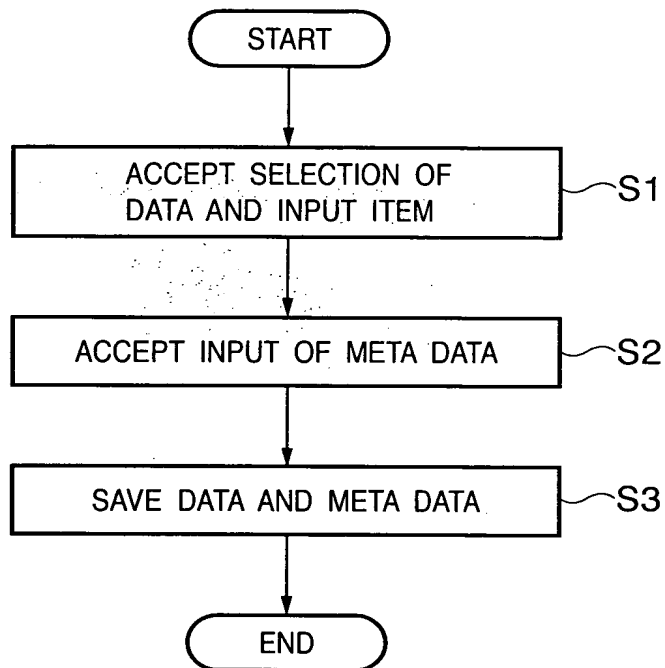 START
ACCEPT SELECTION OF
DATA AND INPUT ITEM
S1
ACCEPT INPUT OF META DATA
S2
SAVE DATA AND META DATA
S3
END